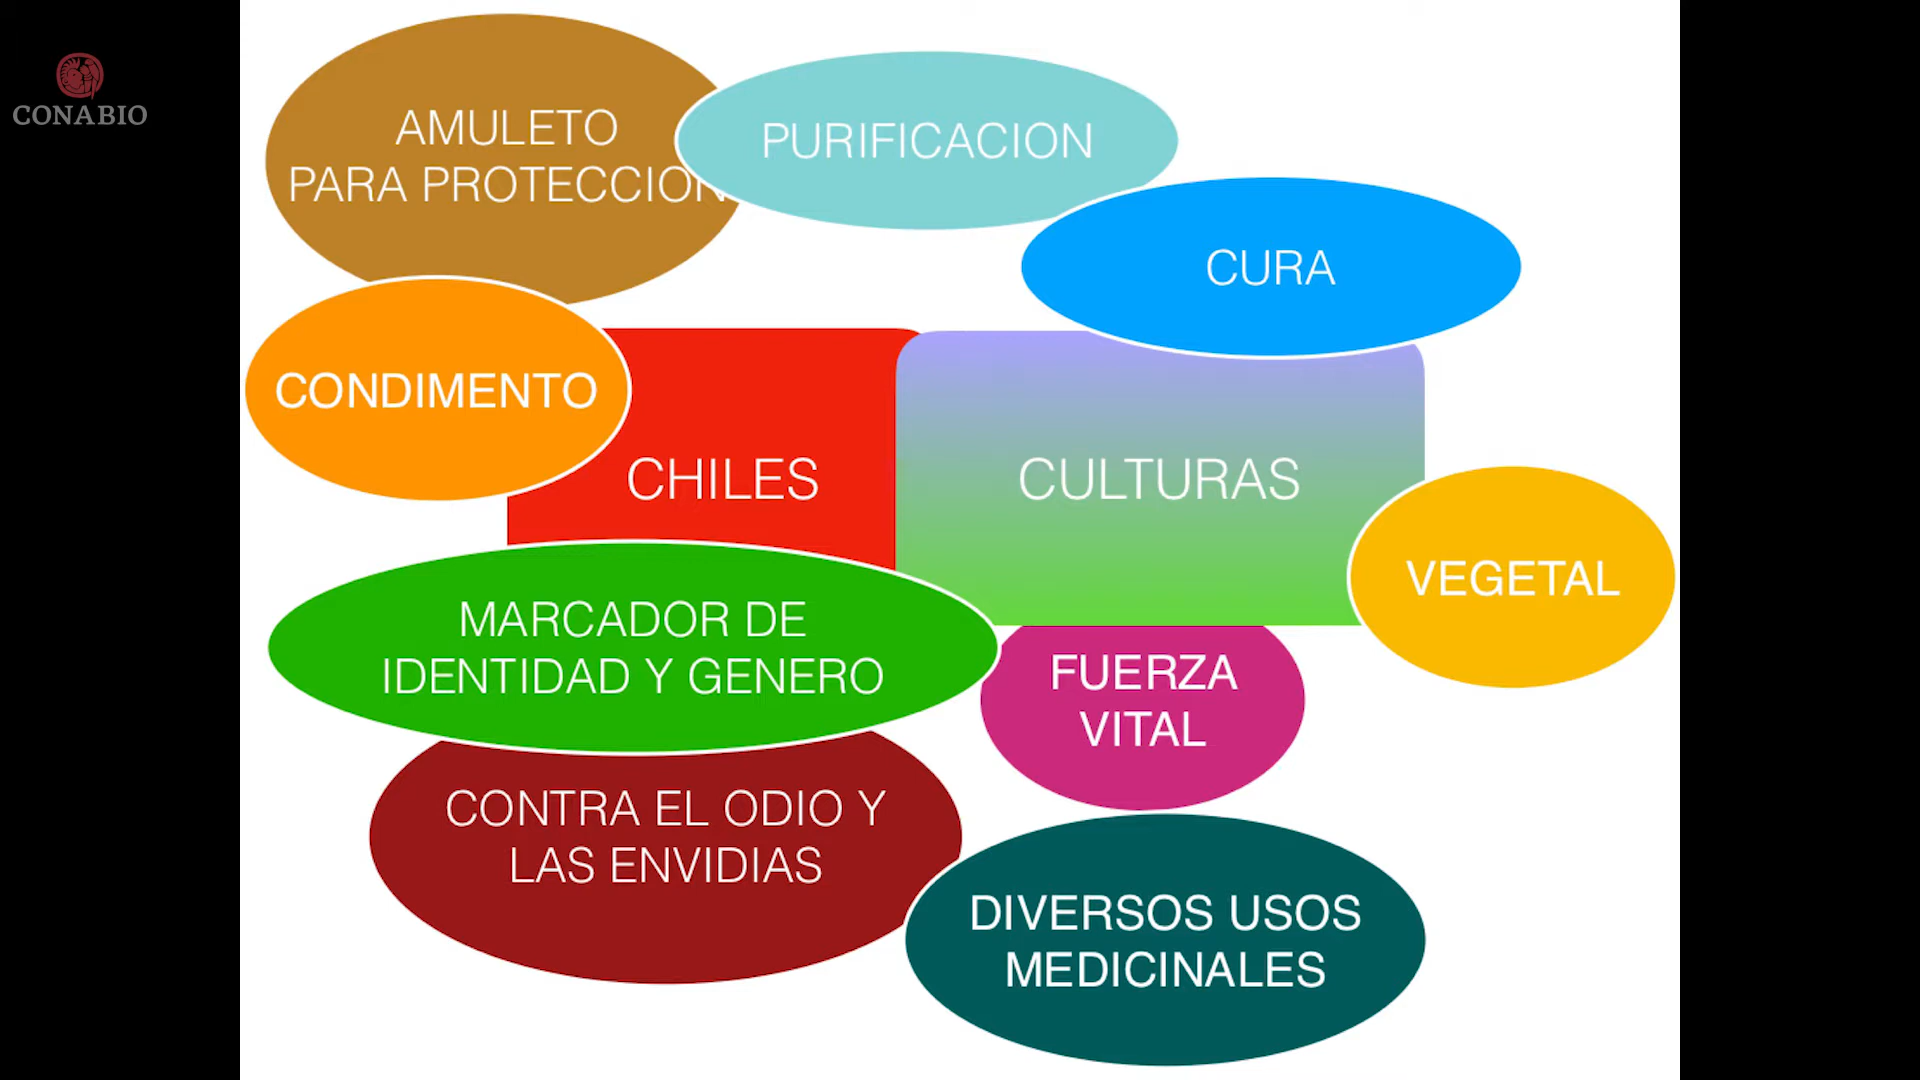 CONABIO
AMULETO
PARA PROTECCION
PURIFICACION
CURA
CONDIMENTO
CHILES
CULTURAS
VEGETAL
MARCADOR DE
IDENTIDAD Y GENERO
FUERZA
VITAL
CONTRA EL ODIO Y
LAS ENVIDIAS
DIVERSOS USOS
MEDICINALES